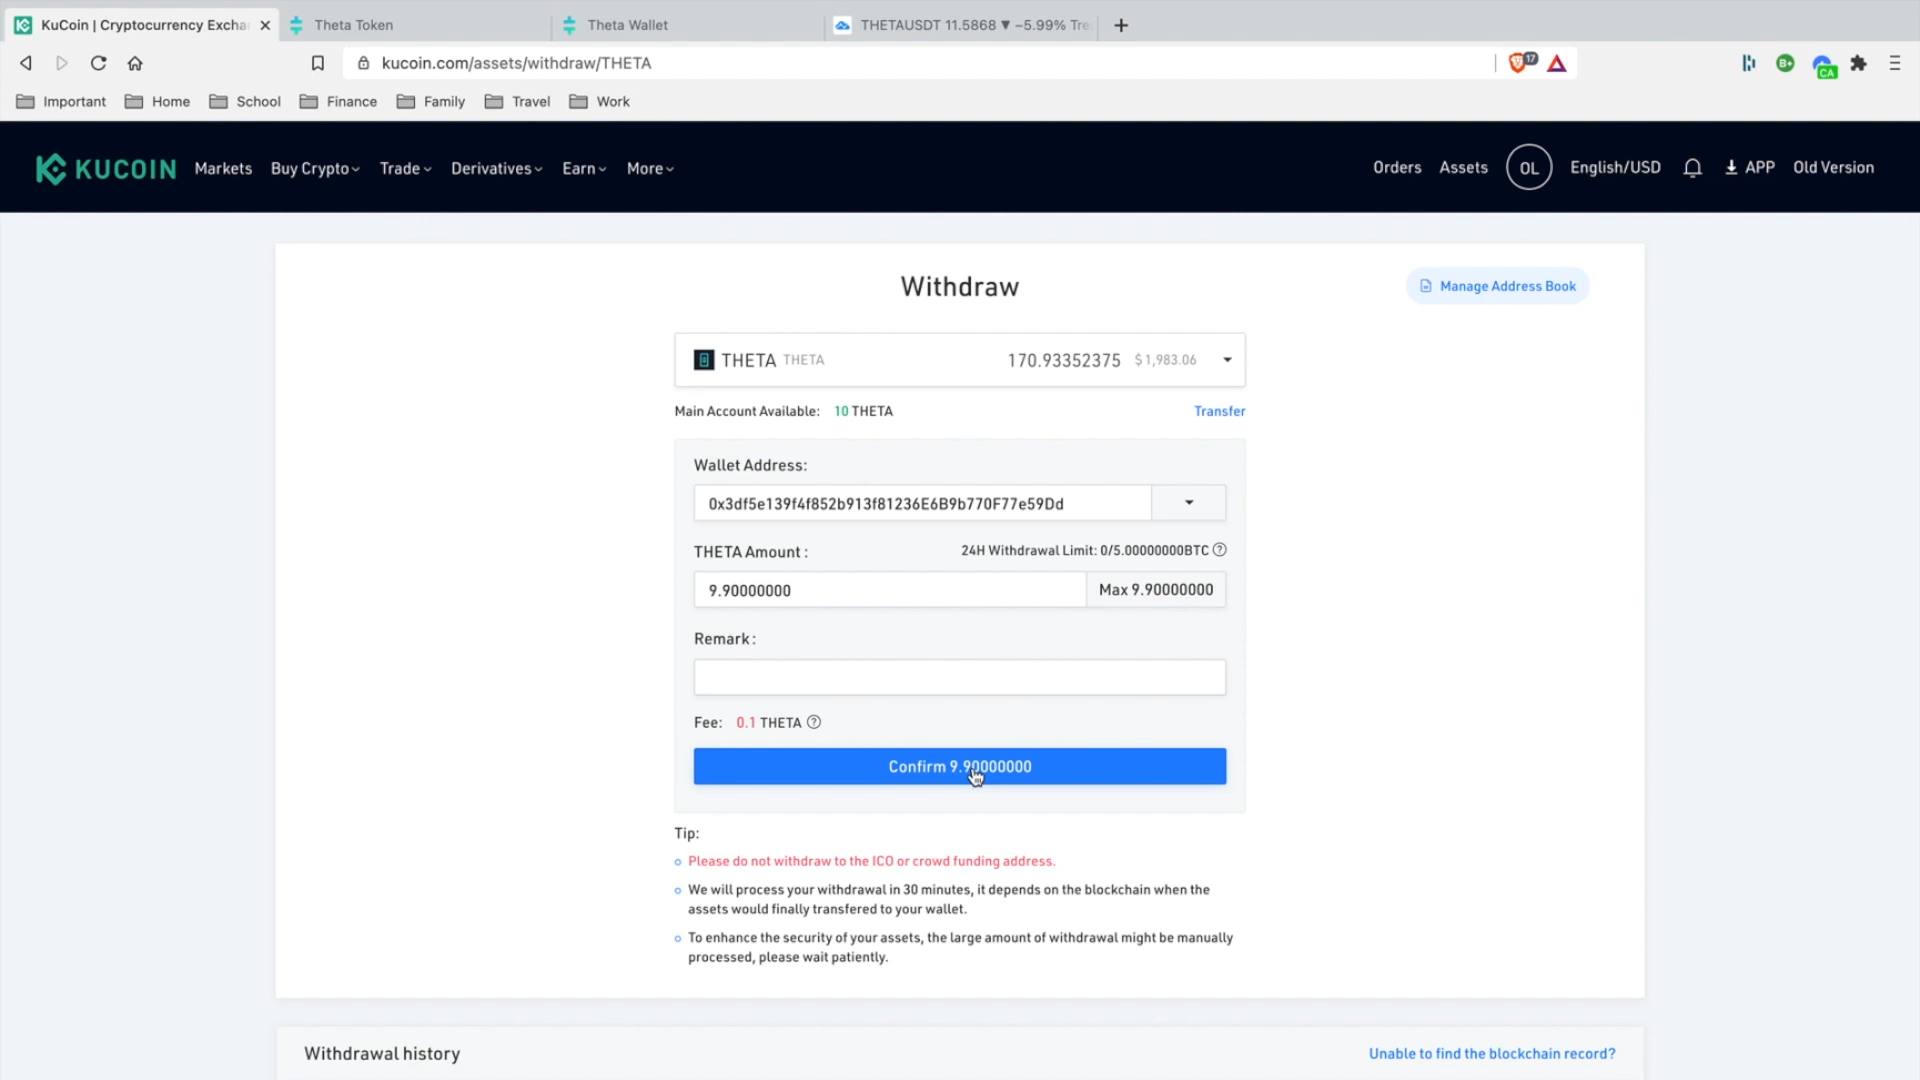 KuCoin | Cryptocurrency Excha
Theta Token
Theta Wallet
THETAUSDT 11.5868 ▼ −5.99% Tre
kucoin.com/assets/withdraw/THETA
17
B+
CA
Important
Home
School
Finance
Family
Travel
Work
KUCOIN
Markets
Buy Crypto
Trade
Derivatives
Earn
More
Orders
Assets
OL
English/USD
APP
Old Version
Withdraw
Manage Address Book
THETA THETA
170.93352375 $1,983.06
Main Account Available: 10 THETA
Transfer
Wallet Address:
0x3df5e139f4f852b913f81236E6B9b770F77e59Dd
THETA Amount :
24H Withdrawal Limit: 0/5.00000000BTC ?
9.90000000
Max 9.90000000
Remark :
Fee: 0.1 THETA ?
Confirm 9.90000000
Tip:
Please do not withdraw to the ICO or crowd funding address.
We will process your withdrawal in 30 minutes, it depends on the blockchain when the
assets would finally transfered to your wallet.
To enhance the security of your assets, the large amount of withdrawal might be manually
processed, please wait patiently.
Withdrawal history
Unable to find the blockchain record?